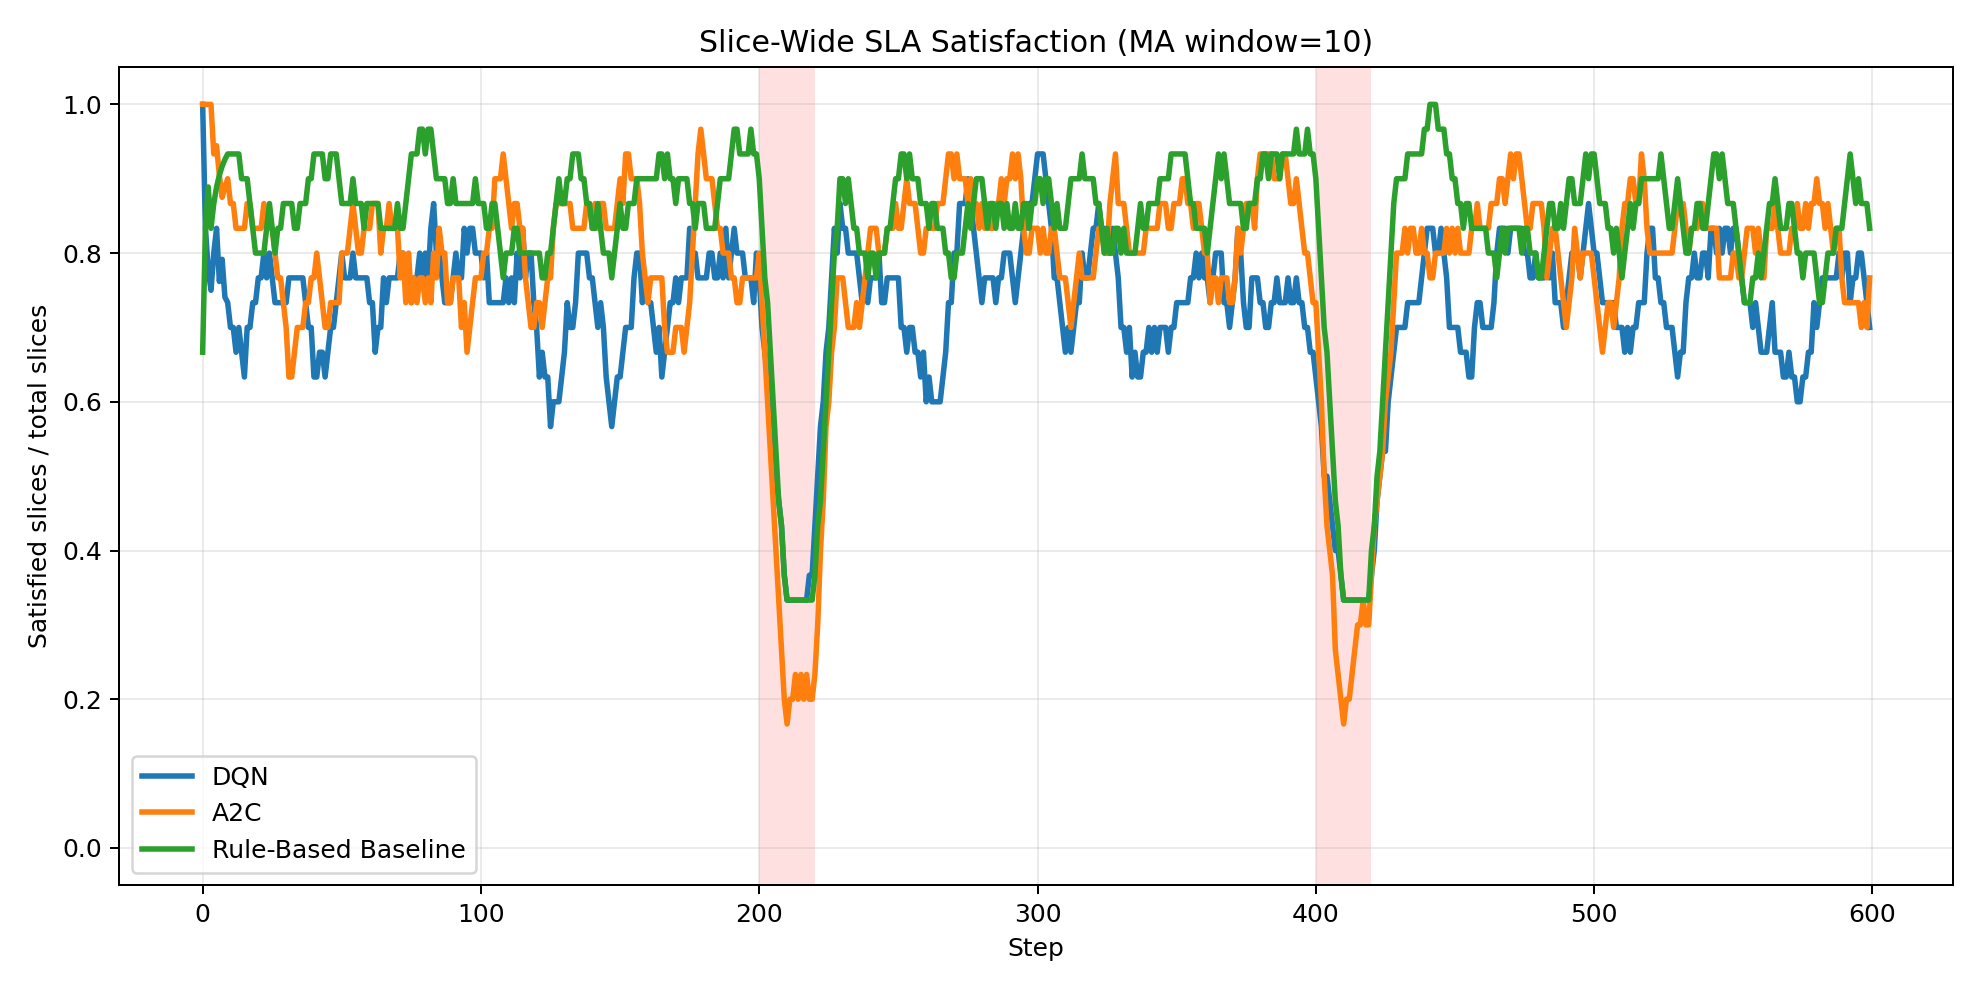 Slice-Wide SLA Satisfaction (MA window=10)
Satisfied slices / total slices
1.0
0.8
0.6
0.4
0.2
0.0
DQN
A2C
Rule-Based Baseline
0 100 200 300 400 500 600
Step